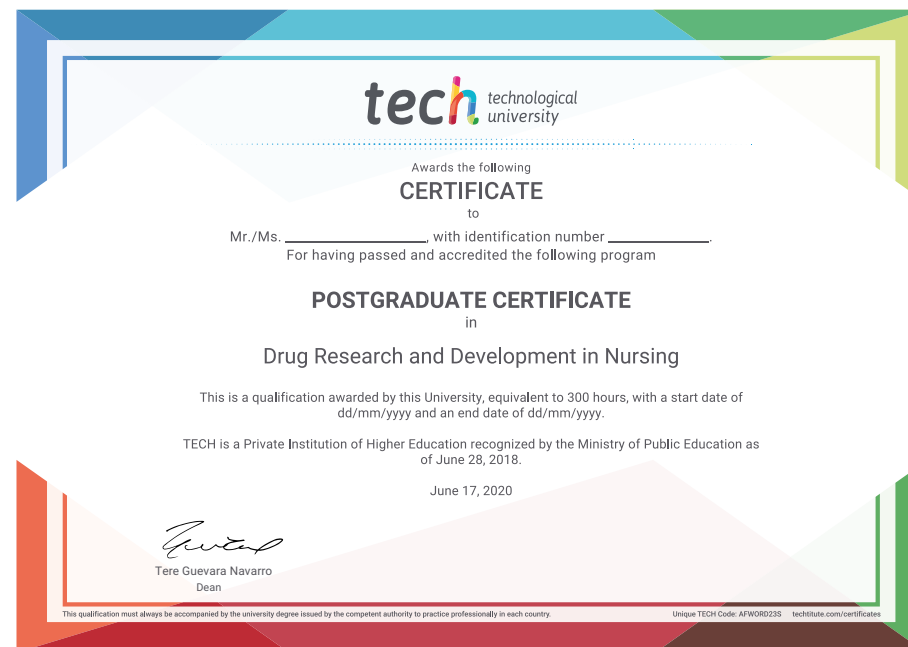 tech technological
university
Awards the following
CERTIFICATE
to
Mr./Ms. ____________________, with identification number ______________.
For having passed and accredited the following program
POSTGRADUATE CERTIFICATE
in
Drug Research and Development in Nursing
This is a qualification awarded by this University, equivalent to 300 hours, with a start date of
dd/mm/yyyy and an end date of dd/mm/yyyy.
TECH is a Private Institution of Higher Education recognized by the Ministry of Public Education as
of June 28, 2018.
June 17, 2020
Tere Guevara Navarro
Dean
This qualification must always be accompanied by the university degree issued by the competent authority to practice professionally in each country. Unique TECH Code: AFWORD23S techtitute.com/certificates